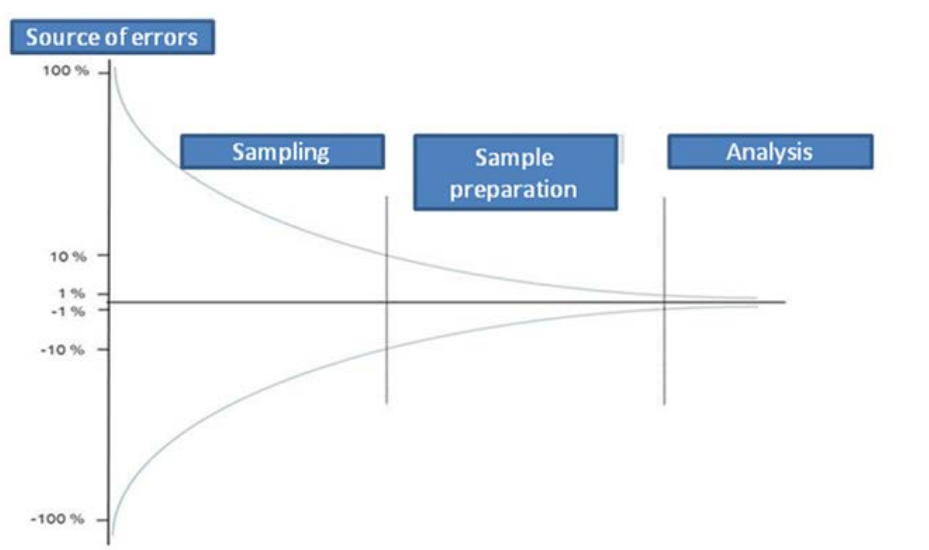 Source of errors
100 %
Sampling
Sample
preparation
Analysis
10 %
1 %
-1 %
-10 %
-100 %